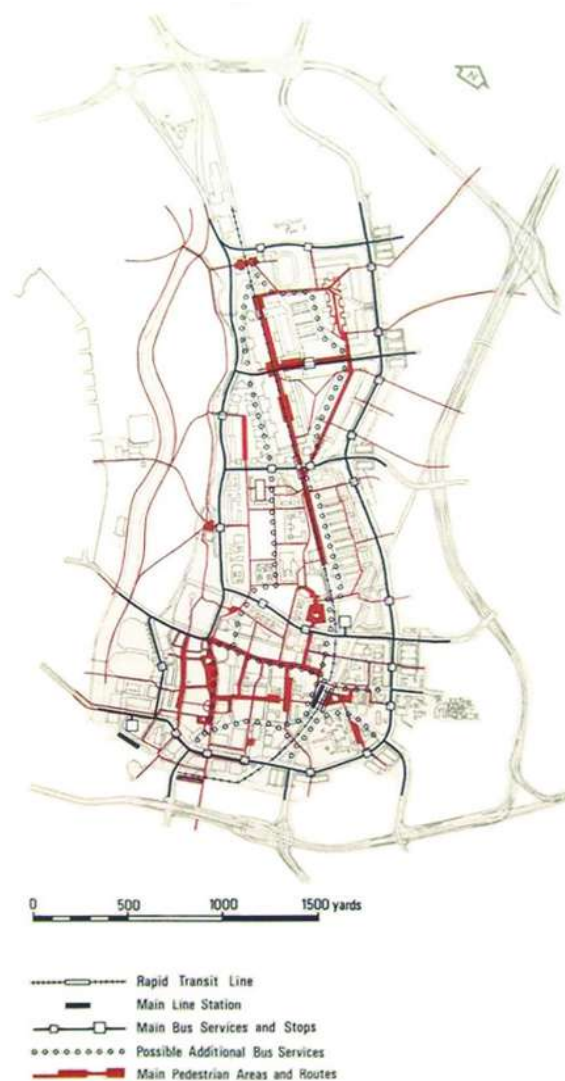 N
0 500 1000 1500 yards
Rapid Transit Line
Main Line Station
Main Bus Services and Stops
Possible Additional Bus Services
Main Pedestrian Areas and Routes